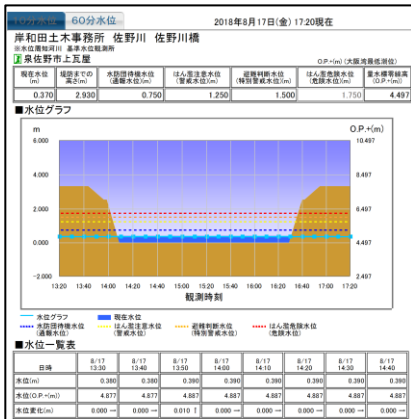 10分水位 60分水位
2018年8月17日(金) 17:20現在
岸和田土木事務所 佐野川 佐野川橋
※水位周知河川 基準水位観測所
泉佐野市上瓦屋
O.P.+(m) (大阪湾最低潮位)
現在水位(m) 堤防までの高さ(m) 水防団待機水位(通報水位)(m) はん濫注意水位(警戒水位)(m) 避難判断水位(特別警戒水位)(m) はん濫危険水位(危険水位)(m) 量水標零線高(O.P.+(m))
0.370 2.930 0.750 1.250 1.500 1.750 4.497
■水位グラフ
m O.P.+(m)
6.000 10.497
4.000 8.497
2.000 6.497
0.000 4.497
-2.000 2.497
13:20 13:40 14:00 14:20 14:40 15:00 15:20 15:40 16:00 16:20 16:40 17:00 17:20
観測時刻
水位グラフ 現在水位
水防団待機水位(通報水位) はん濫注意水位(警戒水位) 避難判断水位(特別警戒水位) はん濫危険水位(危険水位)
■水位一覧表
日時 8/17 13:30 8/17 13:40 8/17 13:50 8/17 14:00 8/17 14:10 8/17 14:20 8/17 14:30 8/17 14:40
水位(m) 0.380 0.380 0.390 0.390 0.390 0.390 0.390 0.390
水位(O.P.+(m)) 4.877 4.877 4.887 4.887 4.887 4.887 4.887 4.887
水位変化(m) 0.000 → 0.000 → 0.010 ↑ 0.000 → 0.000 → 0.000 → 0.000 → 0.000 →